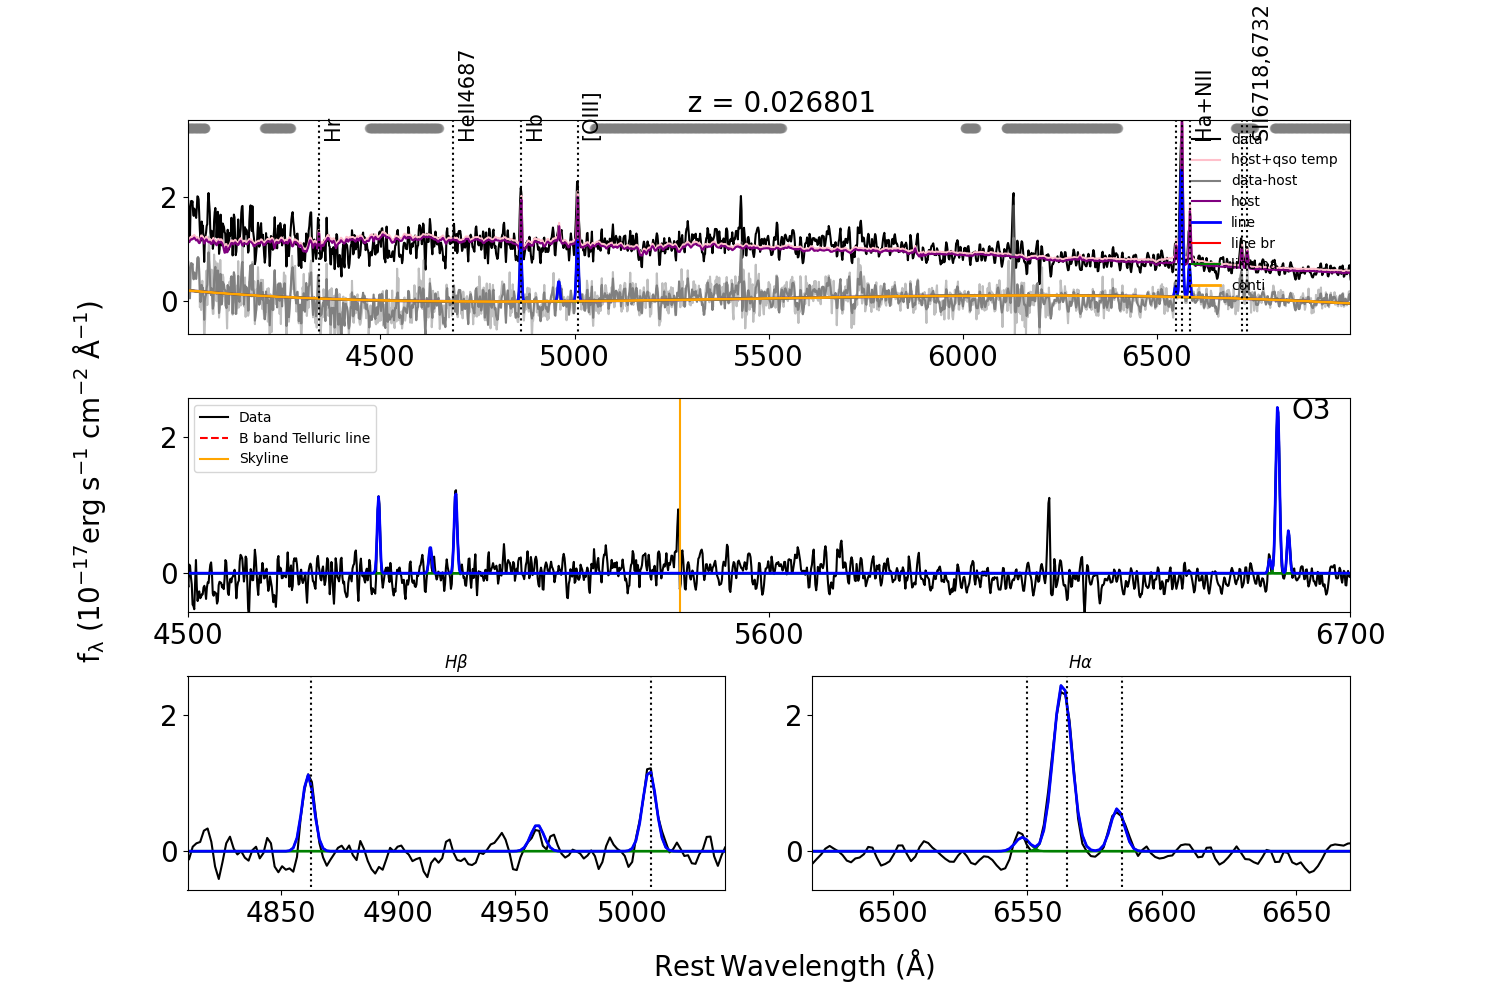 z = 0.026801
Hr
HeII4687
Hb
[OIII]
Ha+NII
SII6718,6732
data
host+qso temp
data-host
host
line
line br
conti
2
0
4500
5000
5500
6000
6500
Data
B band Telluric line
Skyline
O3
2
0
4500
5600
6700
fλ (10−17erg s−1 cm−2 Å−1)
Hβ
2
0
4850
4900
4950
5000
Hα
2
0
6500
6550
6600
6650
Rest Wavelength (Å)